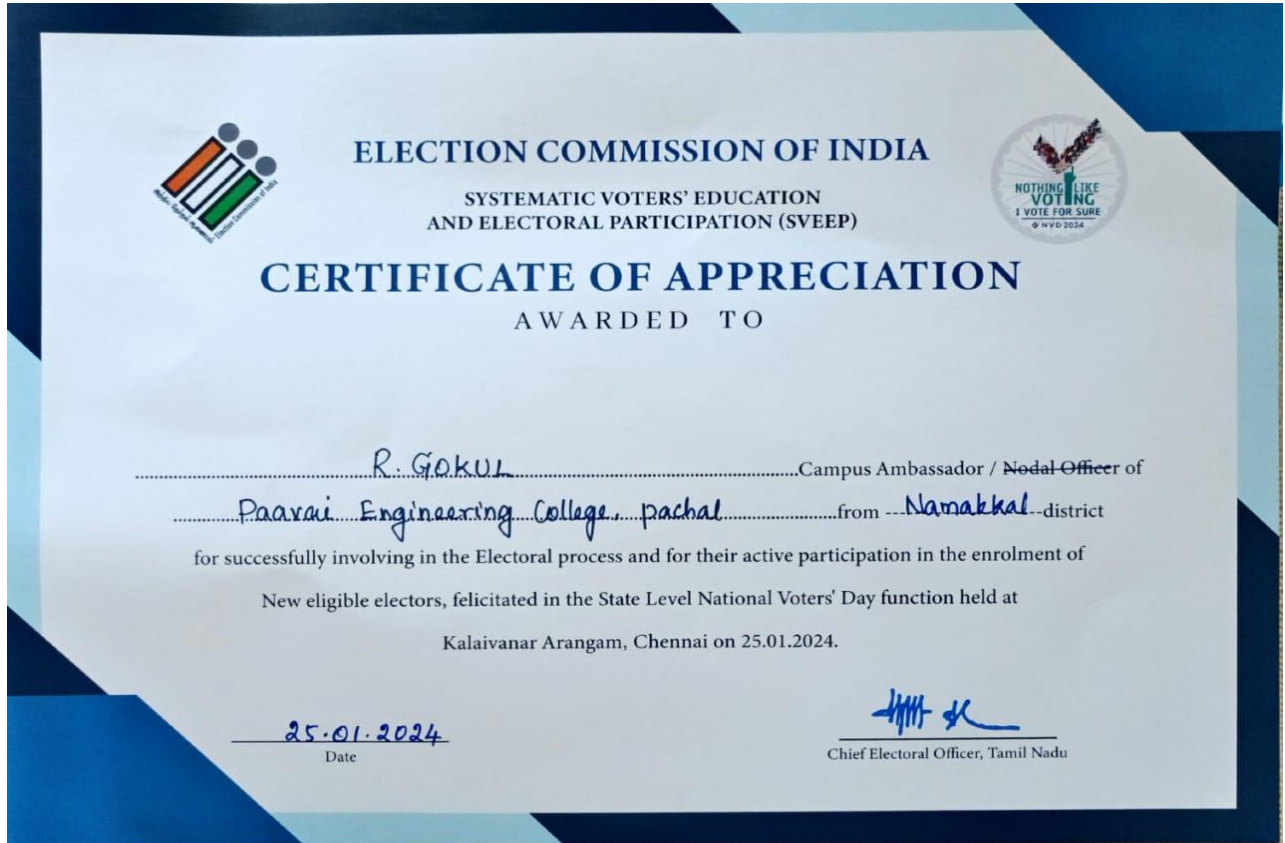 ELECTION COMMISSION OF INDIA
SYSTEMATIC VOTERS' EDUCATION
AND ELECTORAL PARTICIPATION (SVEEP)
NOTHING LIKE
VOTING
I VOTE FOR SURE
NVD 2024
Election Commission of India
CERTIFICATE OF APPRECIATION
AWARDED TO
R. GOKUL Campus Ambassador / Nodal Officer of
Paavai Engineering College, pachal from Namakkal district
for successfully involving in the Electoral process and for their active participation in the enrolment of
New eligible electors, felicitated in the State Level National Voters' Day function held at
Kalaivanar Arangam, Chennai on 25.01.2024.
25.01.2024
Date
Chief Electoral Officer, Tamil Nadu